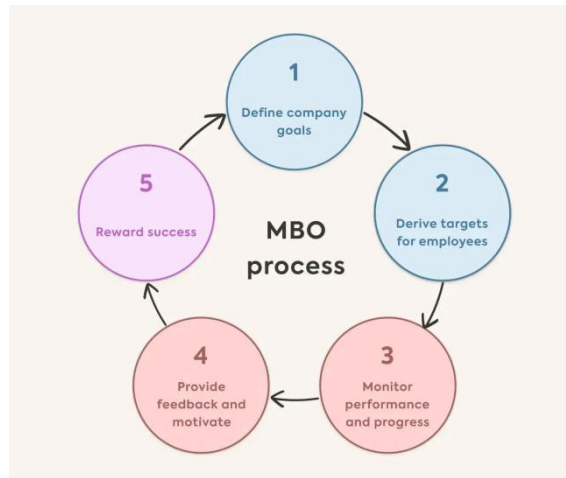 1
Define company
goals
2
Derive targets
for employees
3
Monitor
performance
and progress
4
Provide
feedback and
motivate
5
Reward success
MBO
process